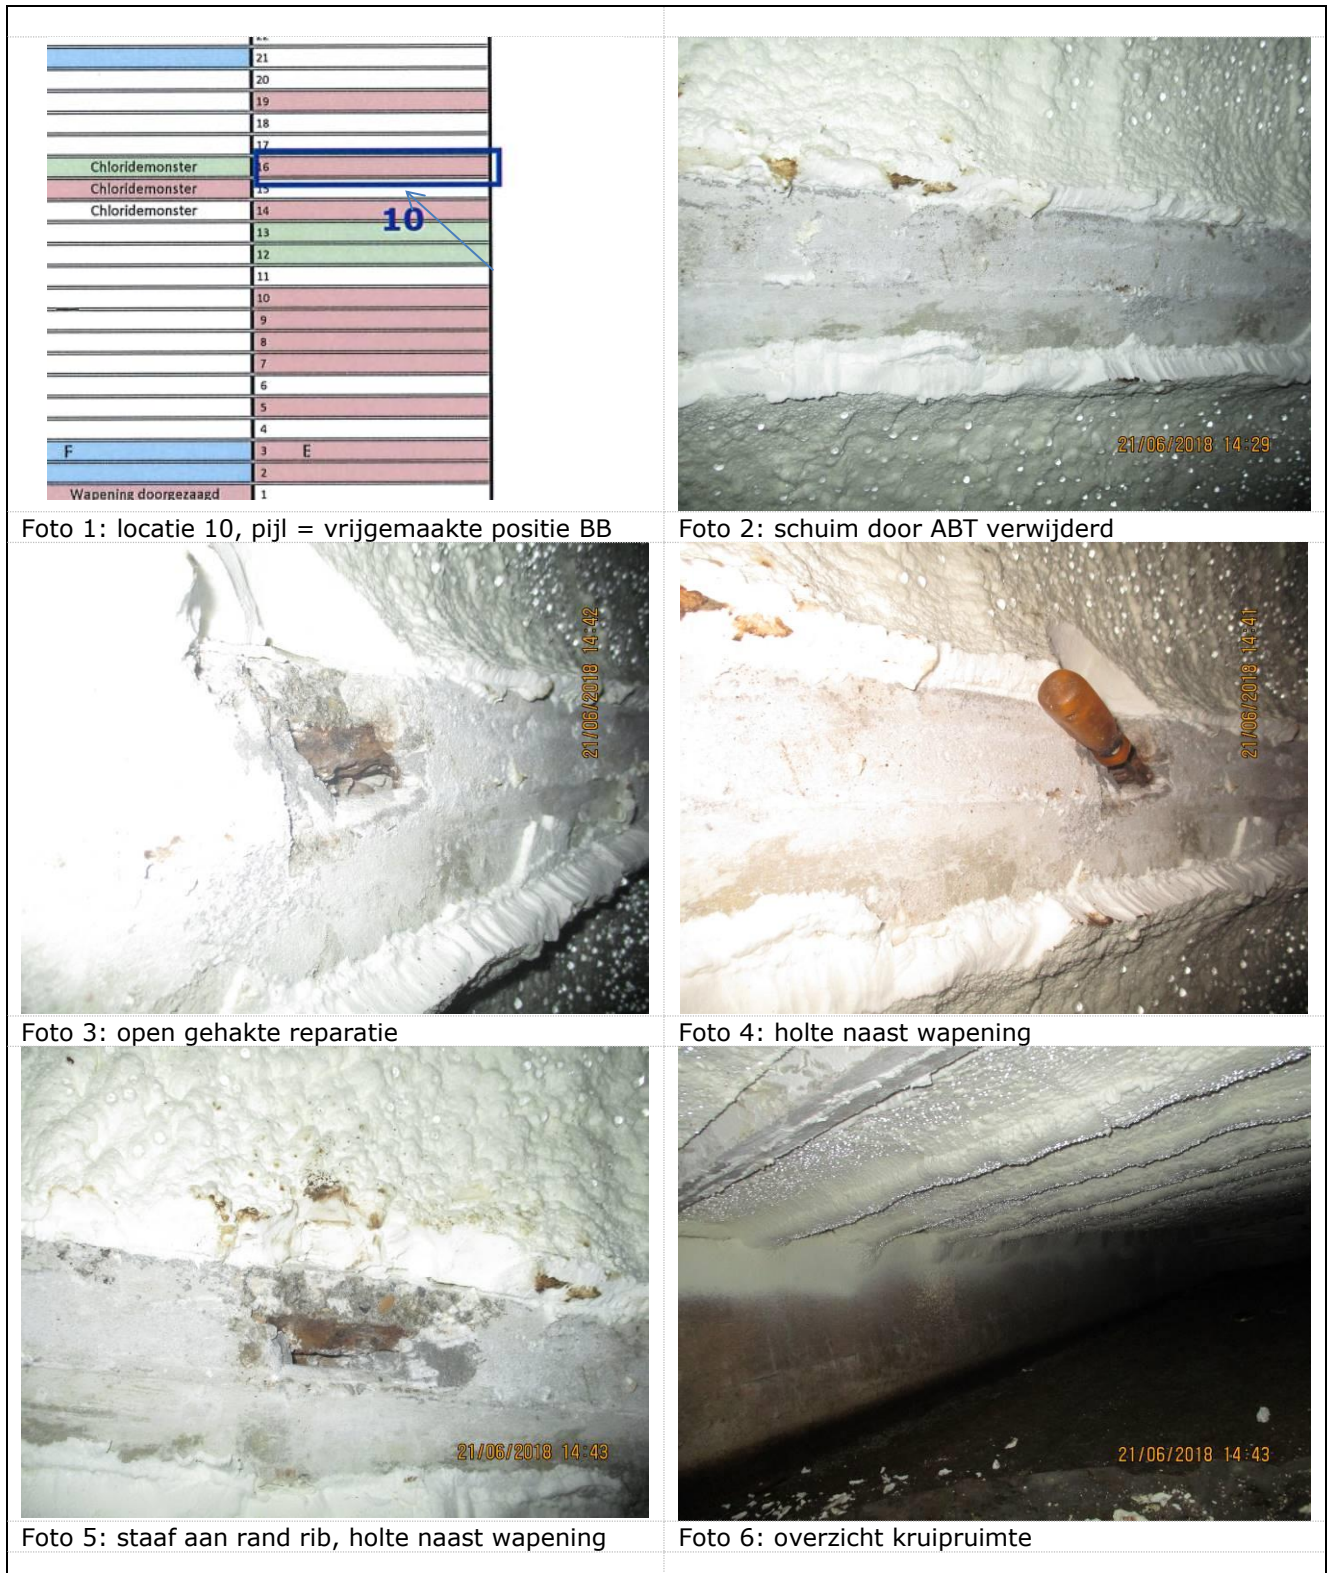 21
20
19
18
17
Chloridemonster 16
Chloridemonster 15
Chloridemonster 14
10
13
12
11
10
9
8
7
6
5
4
F 3 E
2
Wapening doorgezaagd 1
21/06/2018 14:29
Foto 1: locatie 10, pijl = vrijgemaakte positie BB
Foto 2: schuim door ABT verwijderd
21/06/2018 14:42
21/06/2018 14:41
Foto 3: open gehakte reparatie
Foto 4: holte naast wapening
21/06/2018 14:43
21/06/2018 14:43
Foto 5: staaf aan rand rib, holte naast wapening
Foto 6: overzicht kruipruimte